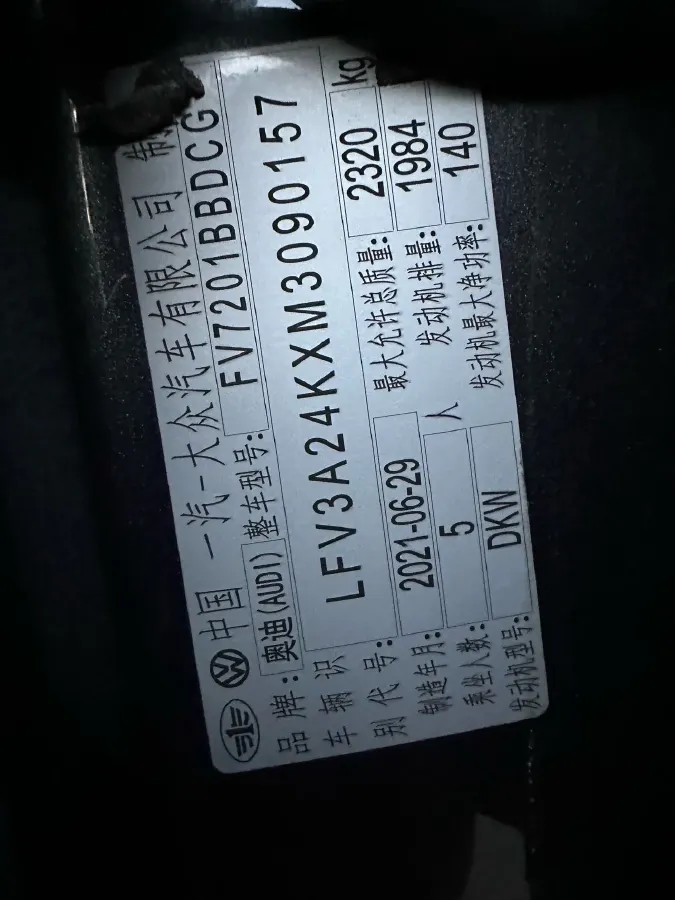 中国 一汽-大众汽车有限公司 制
品牌: 奥迪(AUDI) 整车型号: FV7201BBDCG
车辆识别代号: LFV3A24KXM3090157
制造年月: 2021-06-29 最大允许总质量: 2320 kg
乘坐人数: 5 人 发动机排量: 1984
发动机型号: DKW 发动机最大净功率: 140